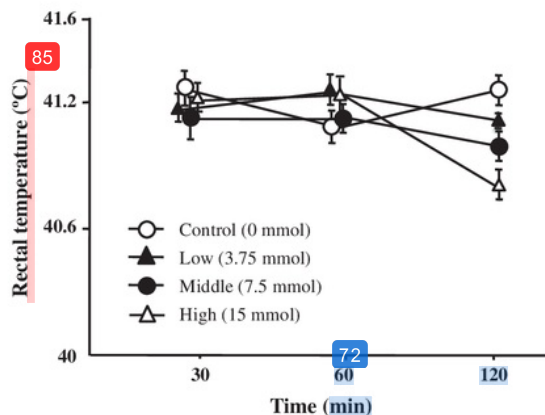 41.6
85
41.2
Rectal temperature (°C)
40.6
Control (0 mmol)
Low (3.75 mmol)
Middle (7.5 mmol)
High (15 mmol)
72
40
30
60
120
Time (min)